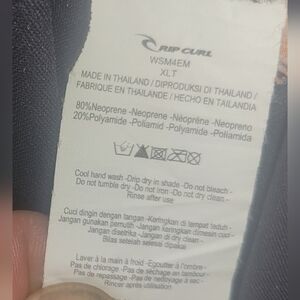 RIP CURL
WSM4EM
XLT
MADE IN THAILAND / DIPRODUKSI DI THAILAND /
FABRIQUE EN THAILANDE / HECHO EN TAILANDIA
80%Neoprene -Neoprene -Néoprène -Neopreno
20%Polyamide -Poliamid -Polyamide -Poliamida
Cool hand wash -Drip dry in shade -Do not bleach -
Do not tumble dry -Do not iron -Do not dry clean -
Rinse after use
Cuci dingin dengan tangan -Keringkan di tempat teduh -
Jangan gunakan pemutih -Jangan keringkan dimesin cuci -
Jangan disetrika -Jangan di dry clean -
Bilas setelah selesai dipakai
Laver à la main à froid -Egoutter à l'ombre -
Pas de chlorage -Pas de séchage au tambour -
Pas de repassage -Pas de nettoyage à sec -
Rincer après usage